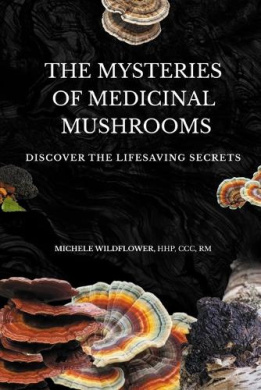 THE MYSTERIES
OF MEDICINAL
MUSHROOMS
DISCOVER THE LIFESAVING SECRETS
MICHELE WILDFLOWER, HHP, CCC, RM